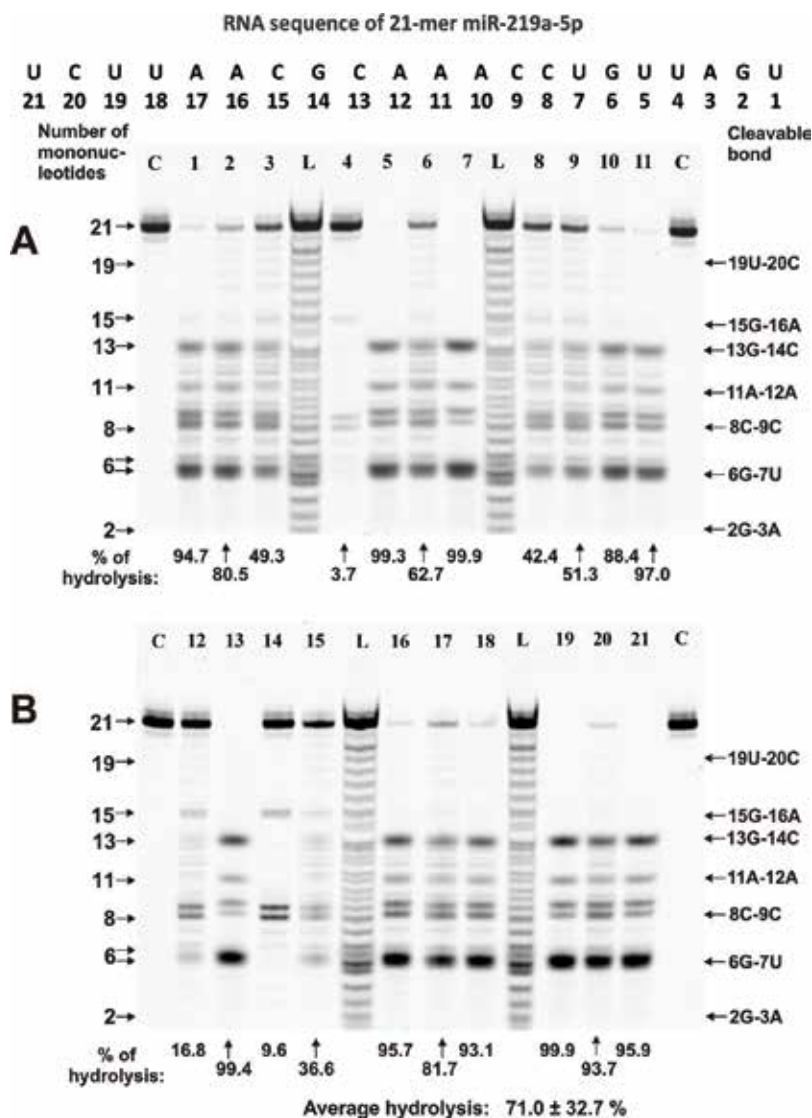 RNA sequence of 21-mer miR-219a-5p
U C U U A A C G C A A A C C U G U U A G U
21 20 19 18 17 16 15 14 13 12 11 10 9 8 7 6 5 4 3 2 1
Number of mononuc- leotides
Cleavable bond
C 1 2 3 L 4 5 6 7 L 8 9 10 11 C
A
21
19 19U-20C
15 15G-16A
13 13G-14C
11 11A-12A
8 8C-9C
6 6G-7U
2 2G-3A
% of hydrolysis:
94.7 49.3 3.7 99.3 99.9 42.4 88.4
80.5 62.7 51.3 97.0
C 12 13 14 15 L 16 17 18 L 19 20 21 C
B
21
19 19U-20C
15 15G-16A
13 13G-14C
11 11A-12A
8 8C-9C
6 6G-7U
2 2G-3A
% of hydrolysis:
16.8 9.6 95.7 93.1 99.9 95.9
99.4 36.6 81.7 93.7
Average hydrolysis: 71.0 ± 32.7 %